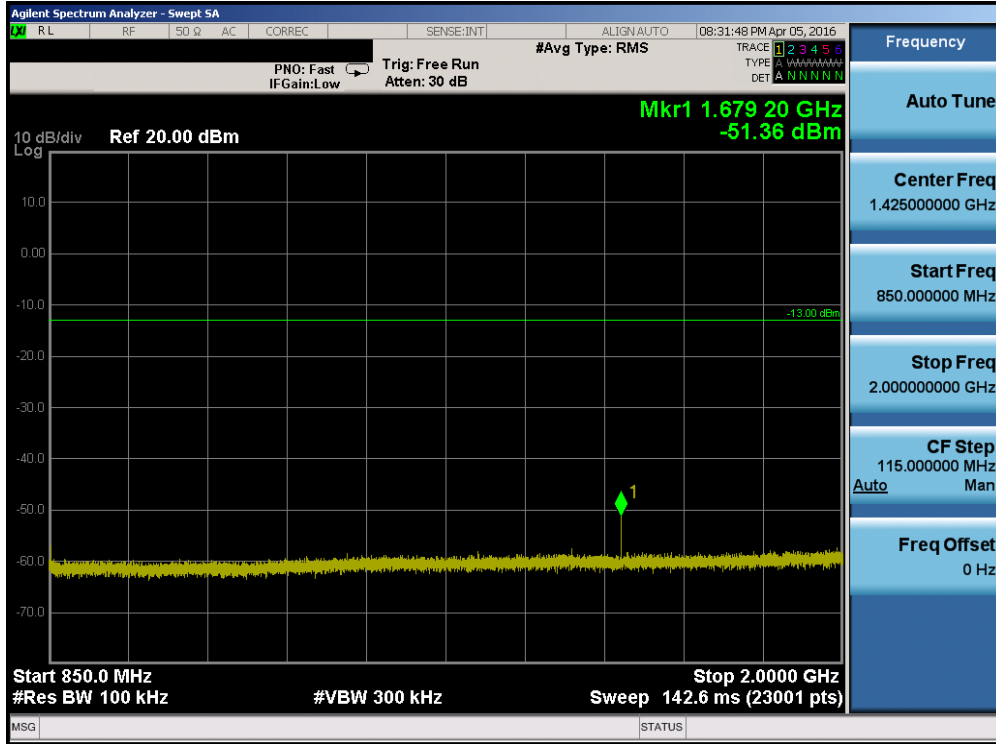 Agilent Spectrum Analyzer - Swept SA
LXI RL RF 50 Ω AC CORREC SENSE:INT ALIGN AUTO 08:31:48 PM Apr 05, 2016
#Avg Type: RMS TRACE 1 2 3 4 5 6
PNO: Fast Trig: Free Run TYPE A WWWWW
IFGain:Low Atten: 30 dB DET A N N N N N
Mkr1 1.679 20 GHz
-51.36 dBm
10 dB/div Ref 20.00 dBm
Log
10.0
0.00
-10.0
-13.00 dBm
-20.0
-30.0
-40.0
1
-50.0
-60.0
-70.0
Start 850.0 MHz Stop 2.0000 GHz
#Res BW 100 kHz #VBW 300 kHz Sweep 142.6 ms (23001 pts)
MSG STATUS
Frequency
Auto Tune
Center Freq
1.425000000 GHz
Start Freq
850.000000 MHz
Stop Freq
2.000000000 GHz
CF Step
115.000000 MHz
Auto Man
Freq Offset
0 Hz